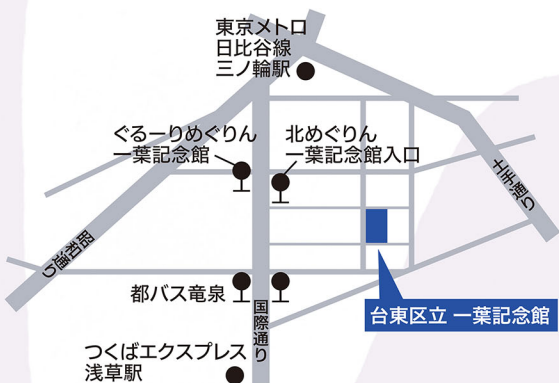 東京メトロ
日比谷線
三ノ輪駅
ぐるーりめぐりん
一葉記念館
北めぐりん
一葉記念館入口
土手通り
昭和通り
都バス竜泉
国際通り
台東区立 一葉記念館
つくばエクスプレス
浅草駅